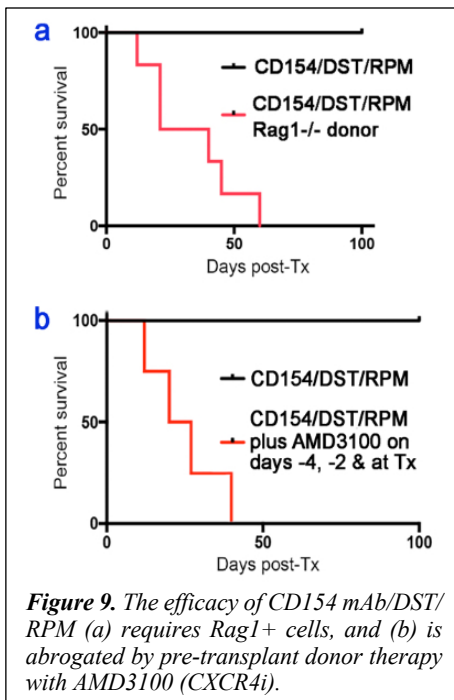 a
100
50
0
Percent survival
CD154/DST/RPM
CD154/DST/RPM
Rag1-/- donor
0
50
100
Days post-Tx
b
100
50
0
Percent survival
CD154/DST/RPM
CD154/DST/RPM
plus AMD3100 on
days -4, -2 & at Tx
0
50
100
Days post-Tx
Figure 9. The efficacy of CD154 mAb/DST/
RPM (a) requires Rag1+ cells, and (b) is
abrogated by pre-transplant donor therapy
with AMD3100 (CXCR4i).